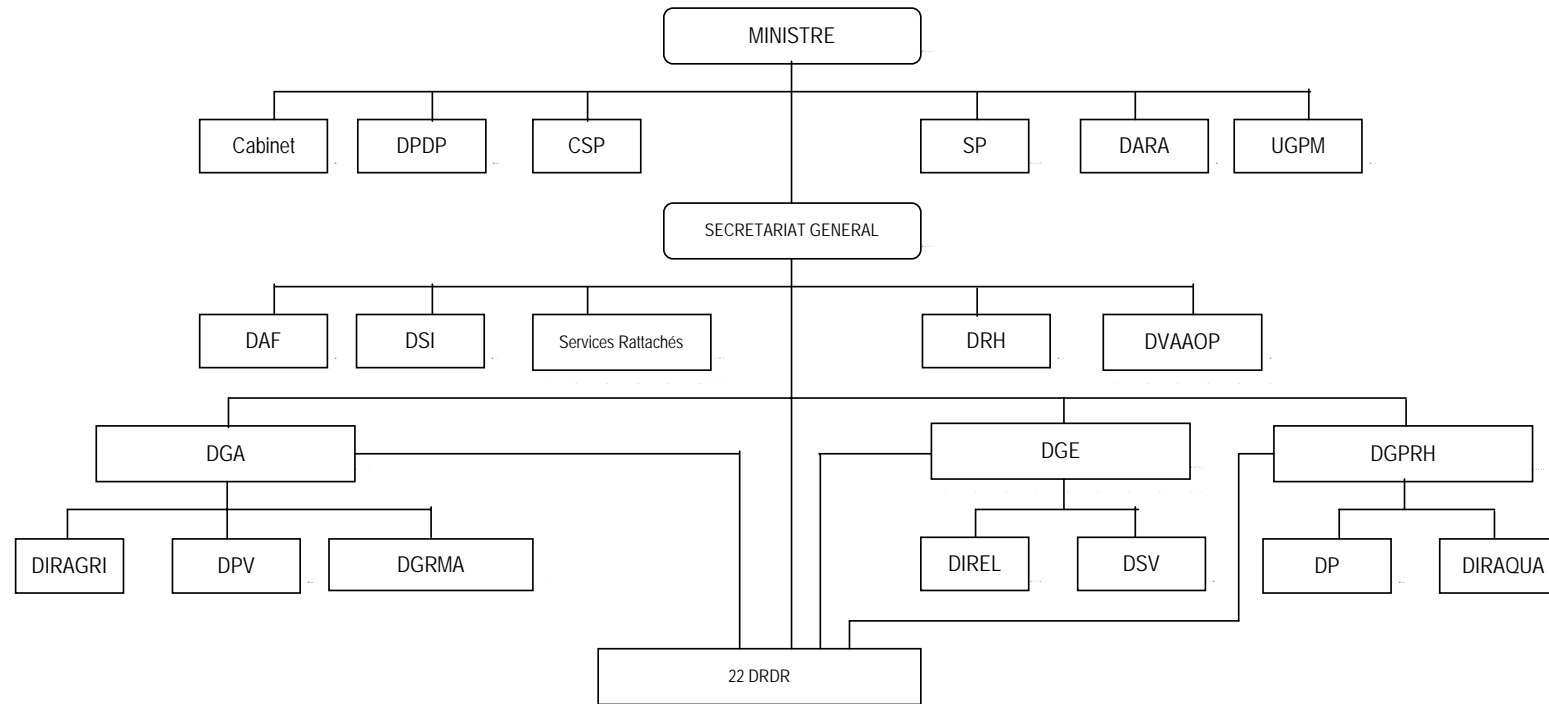 MINISTRE
Cabinet
DPDP
CSP
SP
DARA
UGPM
SECRETARIAT GENERAL
DAF
DSI
Services Rattachés
DRH
DVAAOP
DGA
DGE
DGPRH
DIRAGRI
DPV
DGRMA
DIREL
DSV
DP
DIRAQUA
22 DRDR